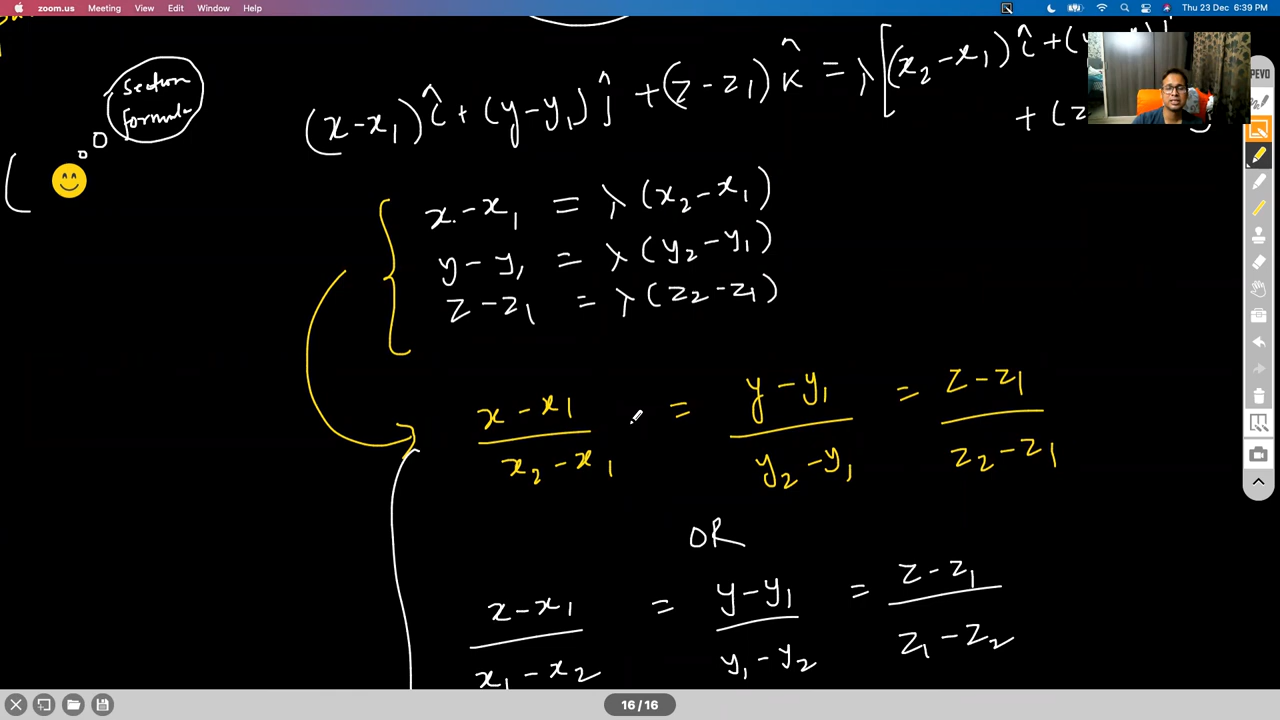 zoom.us Meeting View Edit Window Help Thu 23 Dec 6:39 PM
Section
Formula
(x-x₁)î + (y-y₁)ĵ + (z-z₁)k̂ = λ[(x₂-x₁)î + (
+ (z
x-x₁ = λ(x₂-x₁)
y-y₁ = λ(y₂-y₁)
z-z₁ = λ(z₂-z₁)
(x-x₁)/(x₂-x₁) = (y-y₁)/(y₂-y₁) = (z-z₁)/(z₂-z₁)
OR
(x-x₁)/(x₁-x₂) = (y-y₁)/(y₁-y₂) = (z-z₁)/(z₁-z₂)
16/16